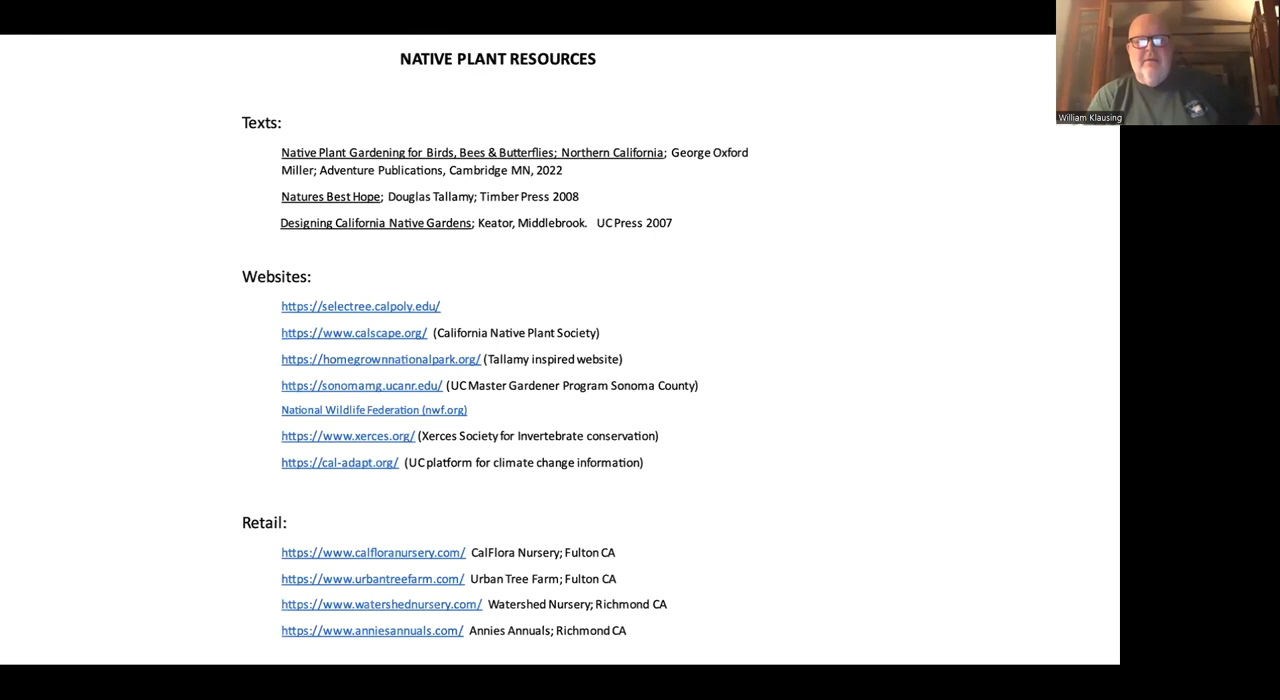 NATIVE PLANT RESOURCES
William Klausing
Texts:
Native Plant Gardening for Birds, Bees & Butterflies; Northern California; George Oxford
Miller; Adventure Publications, Cambridge MN, 2022
Natures Best Hope; Douglas Tallamy; Timber Press 2008
Designing California Native Gardens; Keator, Middlebrook. UC Press 2007
Websites:
https://selectree.calpoly.edu/
https://www.calscape.org/ (California Native Plant Society)
https://homegrownnationalpark.org/ (Tallamy inspired website)
https://sonomamg.ucanr.edu/ (UC Master Gardener Program Sonoma County)
National Wildlife Federation (nwf.org)
https://www.xerces.org/ (Xerces Society for Invertebrate conservation)
https://cal-adapt.org/ (UC platform for climate change information)
Retail:
https://www.calfloranursery.com/ CalFlora Nursery; Fulton CA
https://www.urbantreefarm.com/ Urban Tree Farm; Fulton CA
https://www.watershednursery.com/ Watershed Nursery; Richmond CA
https://www.anniesannuals.com/ Annies Annuals; Richmond CA